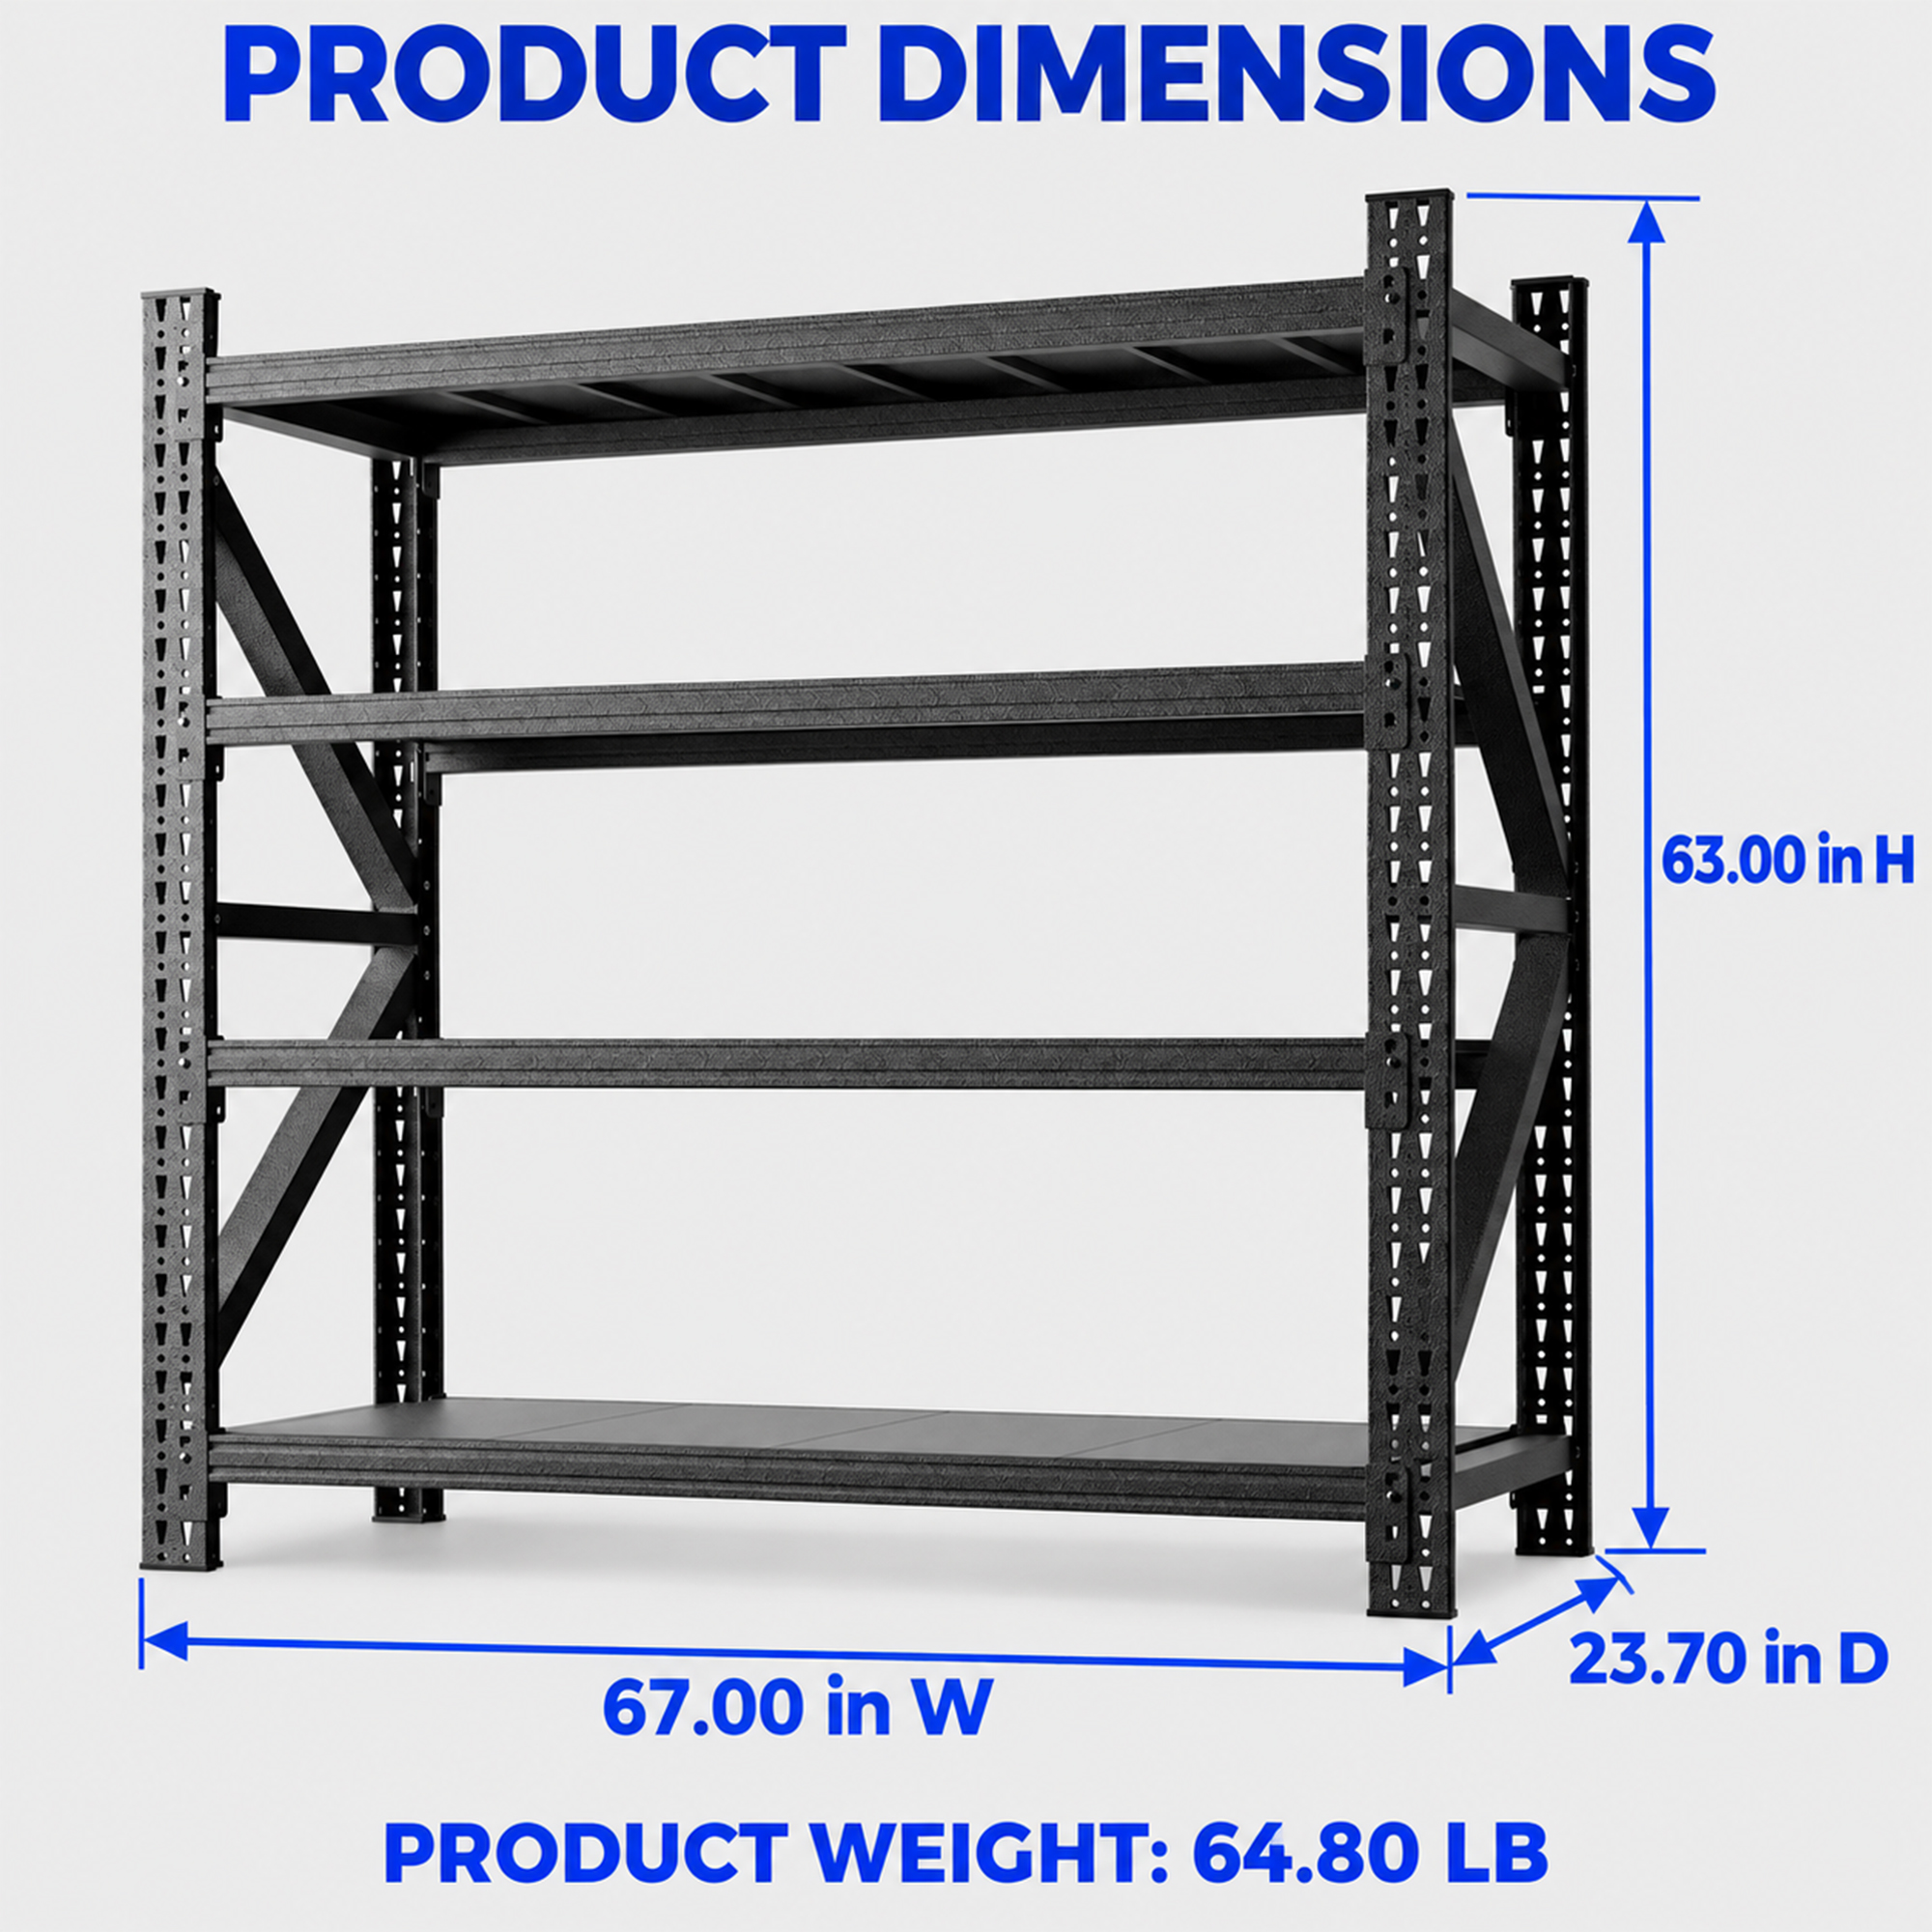 PRODUCT DIMENSIONS
63.00 in H
23.70 in D
67.00 in W
PRODUCT WEIGHT: 64.80 LB